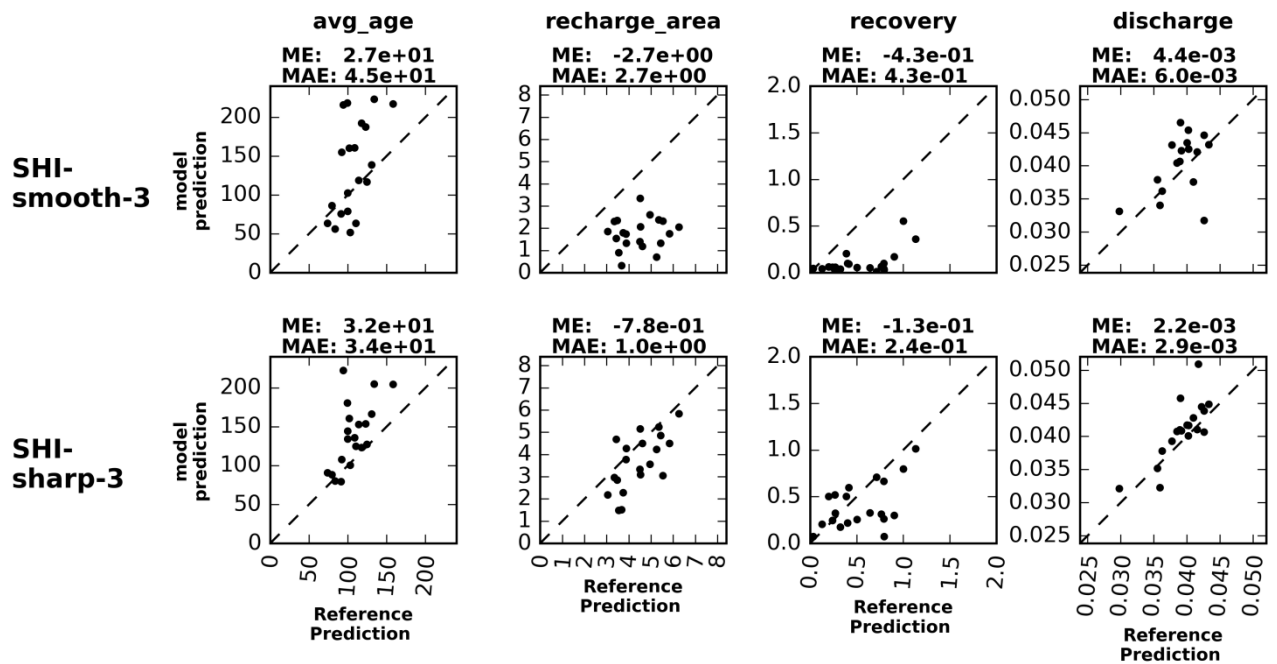 avg_age recharge_area recovery discharge
ME: 2.7e+01 ME: -2.7e+00 ME: -4.3e-01 ME: 4.4e-03
MAE: 4.5e+01 MAE: 2.7e+00 MAE: 4.3e-01 MAE: 6.0e-03
SHI-
smooth-3
model
prediction
200
150
100
50
0
8
7
6
5
4
3
2
1
0
2.0
1.5
1.0
0.5
0.0
0.050
0.045
0.040
0.035
0.030
0.025
ME: 3.2e+01 ME: -7.8e-01 ME: -1.3e-01 ME: 2.2e-03
MAE: 3.4e+01 MAE: 1.0e+00 MAE: 2.4e-01 MAE: 2.9e-03
SHI-
sharp-3
model
prediction
200
150
100
50
0
8
7
6
5
4
3
2
1
0
2.0
1.5
1.0
0.5
0.0
0.050
0.045
0.040
0.035
0.030
0.025
0 50 100 150 200
0 1 2 3 4 5 6 7 8
0.0 0.5 1.0 1.5 2.0
0.025 0.030 0.035 0.040 0.045 0.050
Reference
Prediction
Reference
Prediction
Reference
Prediction
Reference
Prediction